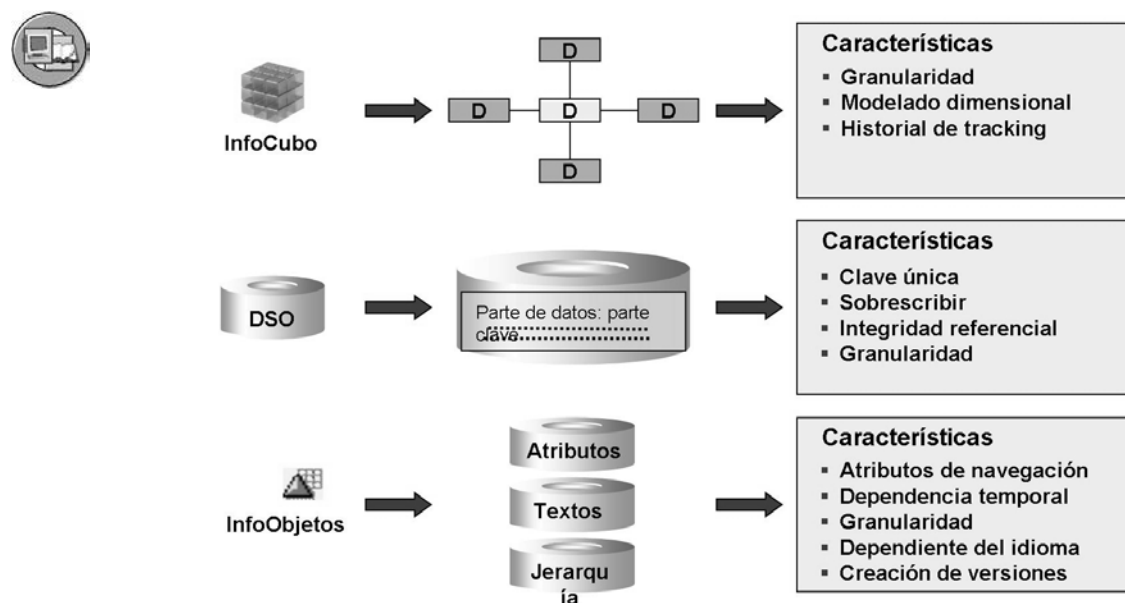 Características
▪ Granularidad
▪ Modelado dimensional
▪ Historial de tracking
InfoCubo
D
D
D
D
D
Características
▪ Clave única
▪ Sobrescribir
▪ Integridad referencial
▪ Granularidad
DSO
Parte de datos: parte
clave
Características
▪ Atributos de navegación
▪ Dependencia temporal
▪ Granularidad
▪ Dependiente del idioma
▪ Creación de versiones
InfoObjetos
Atributos
Textos
Jerarqu
ía